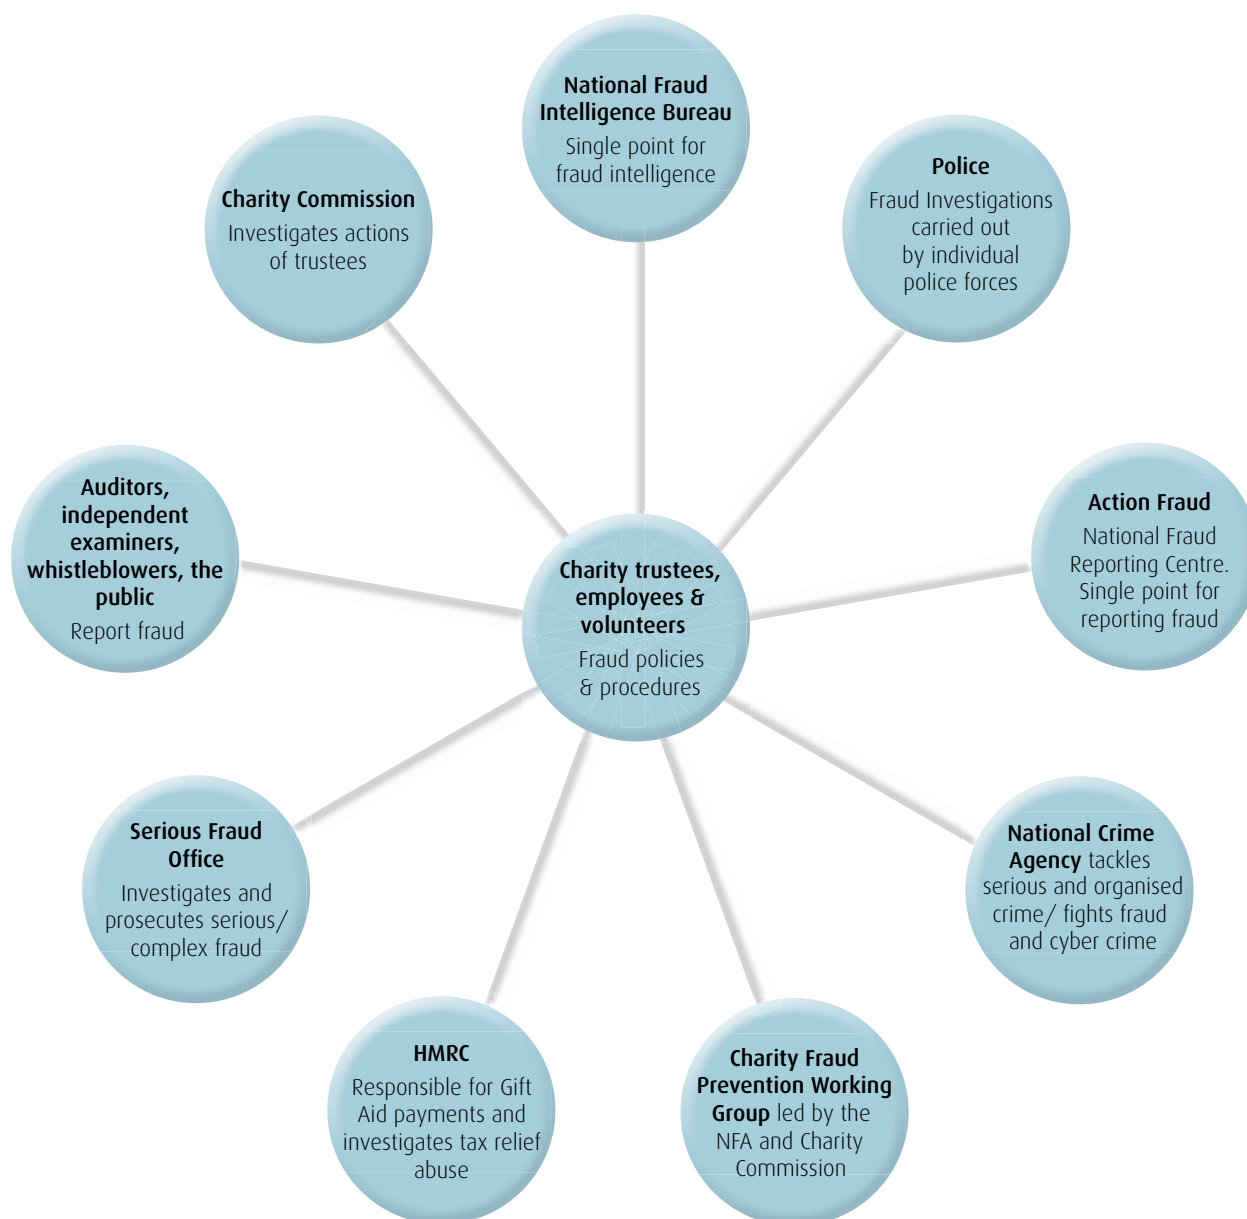 National Fraud
Intelligence Bureau
Single point for
fraud intelligence
Police
Fraud Investigations
carried out
by individual
police forces
Charity Commission
Investigates actions
of trustees
Auditors,
independent
examiners,
whistleblowers, the
public
Report fraud
Charity trustees,
employees &
volunteers
Fraud policies
& procedures
Action Fraud
National Fraud
Reporting Centre.
Single point for
reporting fraud
Serious Fraud
Office
Investigates and
prosecutes serious/
complex fraud
National Crime
Agency tackles
serious and organised
crime/ fights fraud
and cyber crime
HMRC
Responsible for Gift
Aid payments and
investigates tax relief
abuse
Charity Fraud
Prevention Working
Group led by the
NFA and Charity
Commission